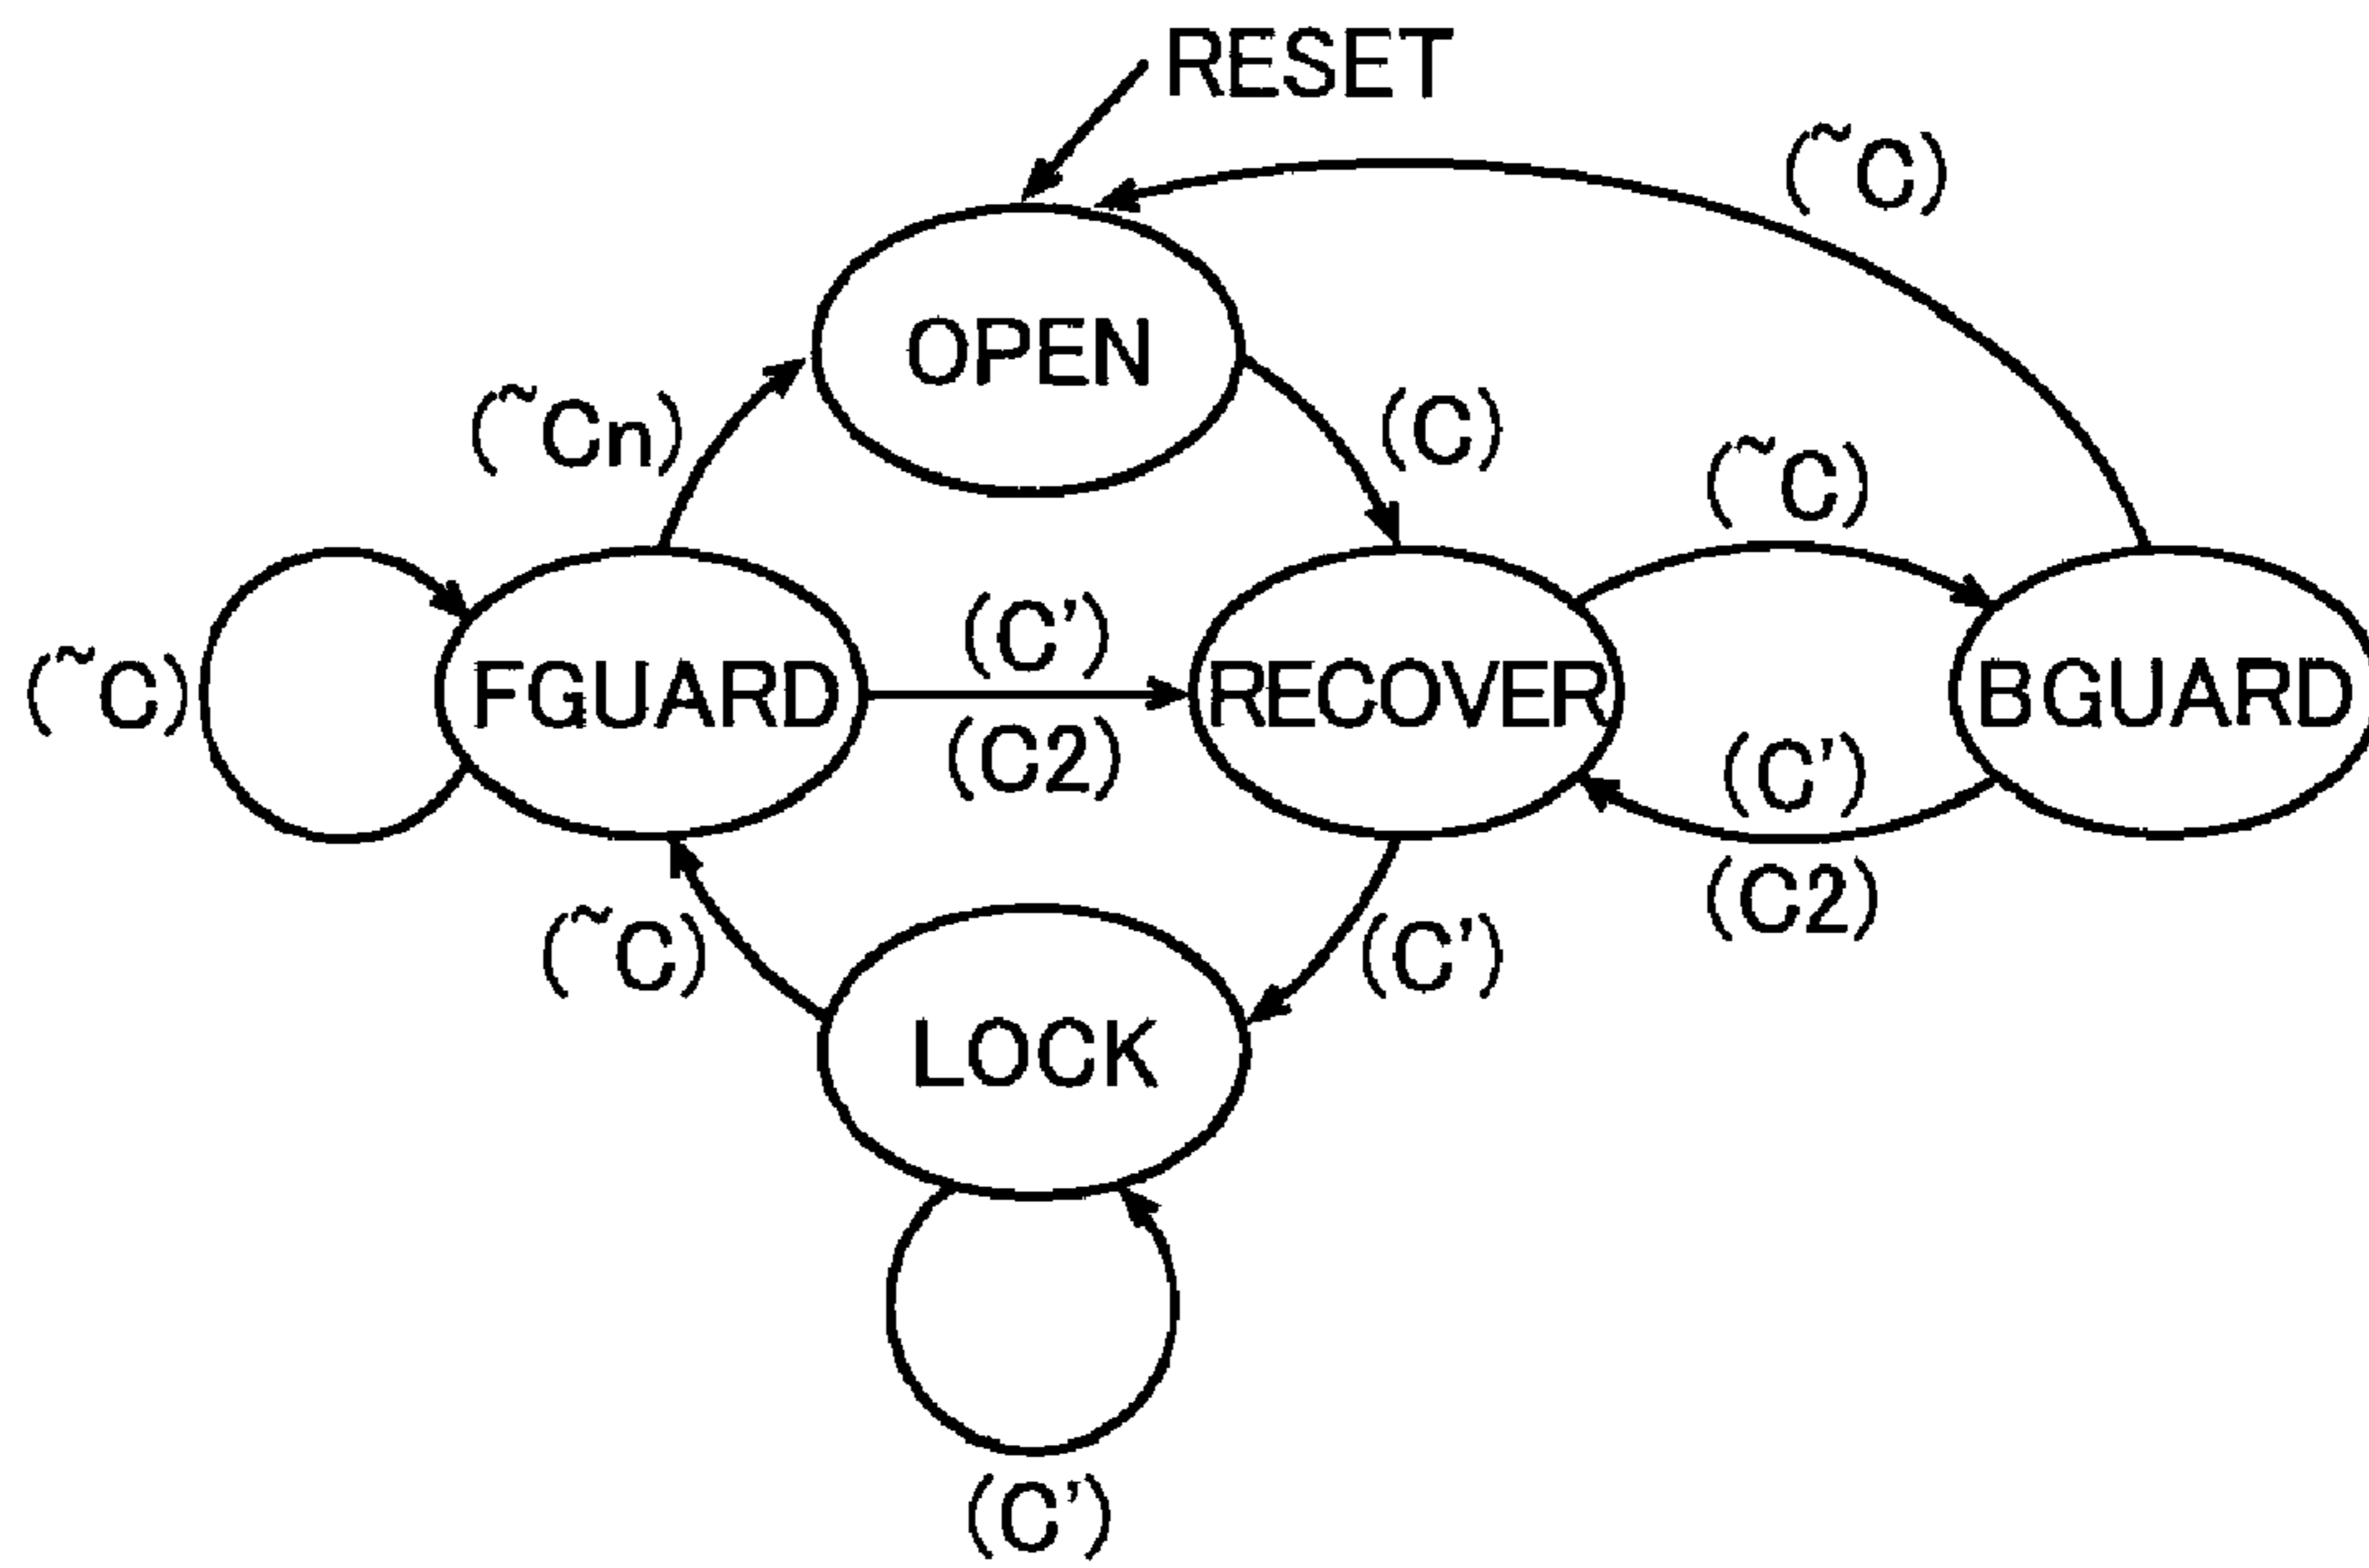 RESET
(~C)
OPEN
(~Cn)
(C)
(~C)
(C')
(~C)
FGUARD
RECOVER
BGUARD
(C2)
(C')
(C2)
(~C)
(C')
LOCK
(C')